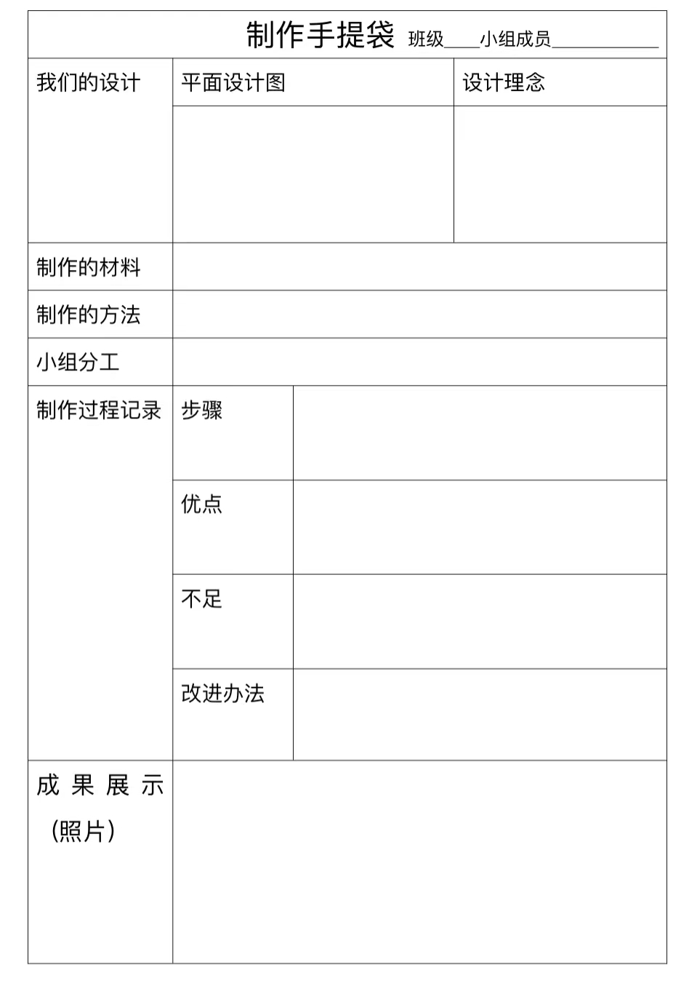 制作手提袋 班级____小组成员____________
我们的设计 平面设计图 设计理念
制作的材料
制作的方法
小组分工
制作过程记录 步骤
优点
不足
改进办法
成果展示
（照片）